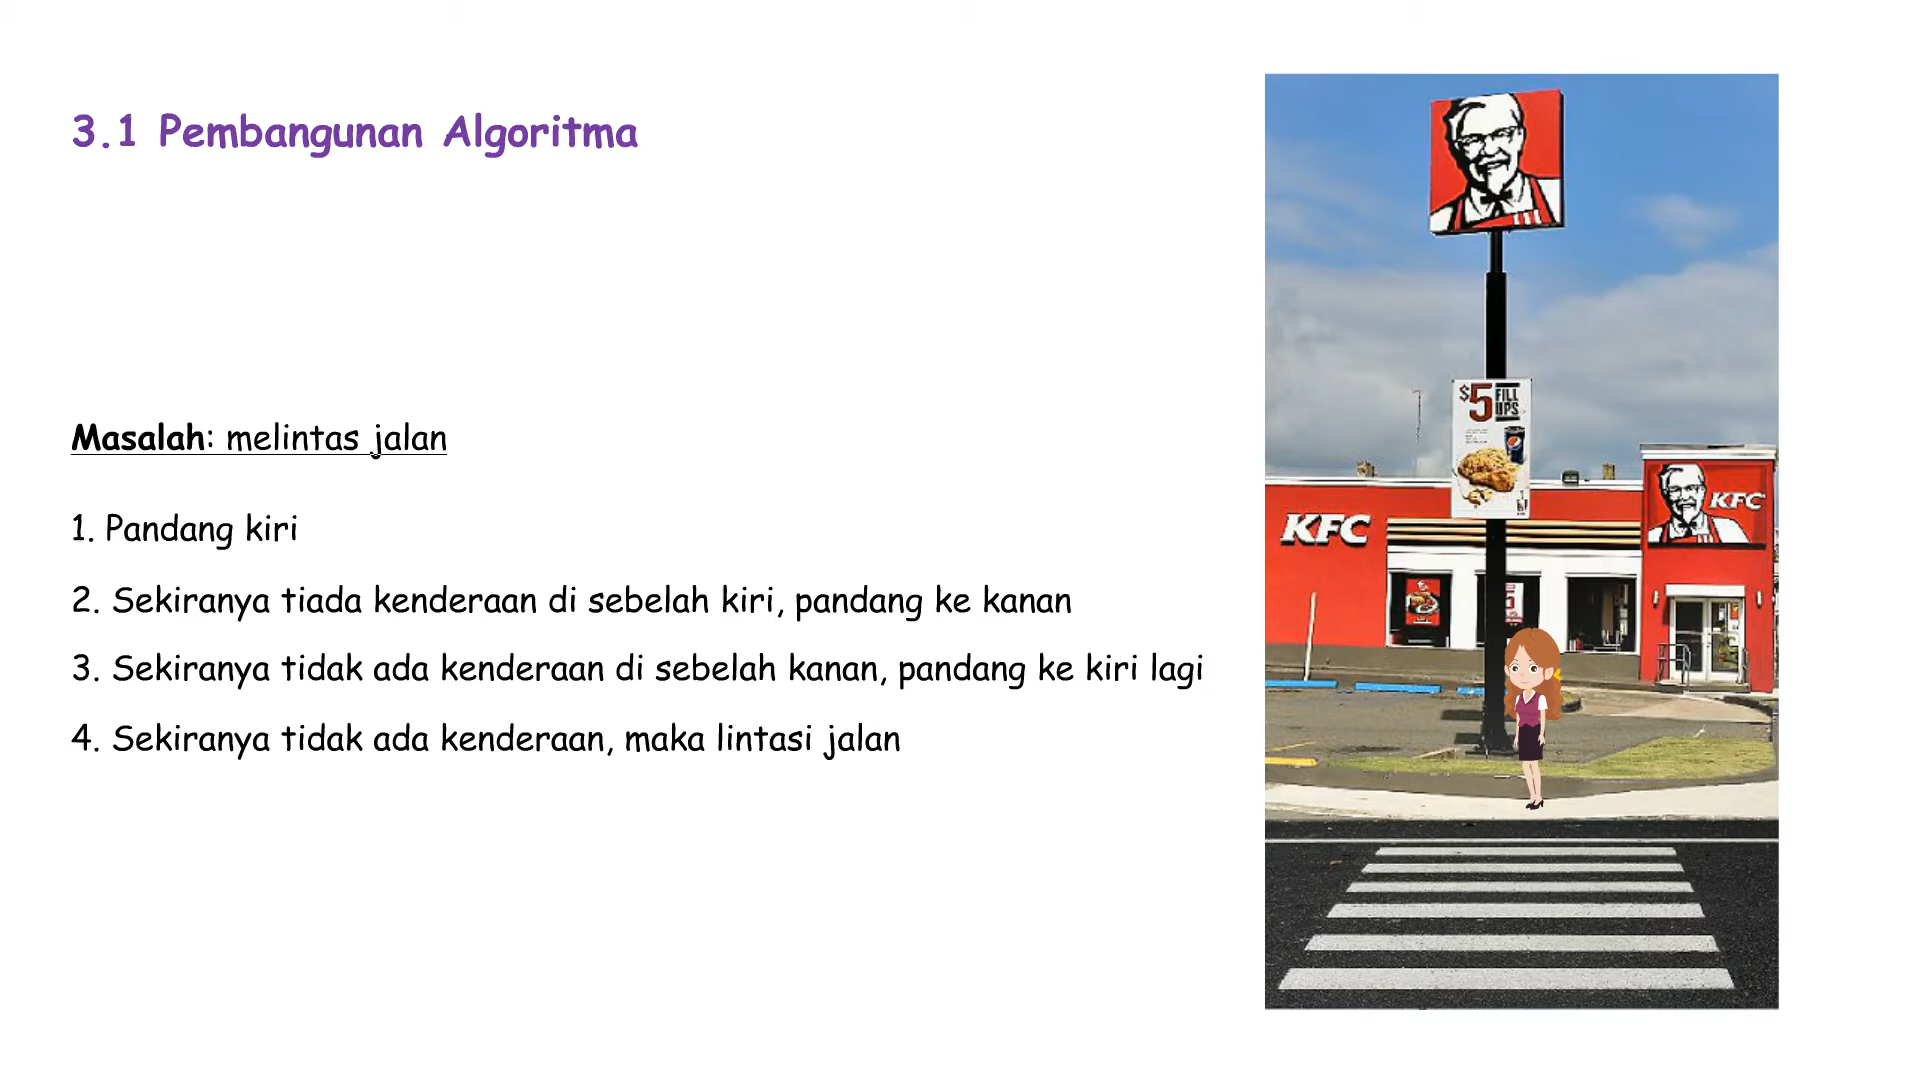 3.1 Pembangunan Algoritma
Masalah: melintas jalan
1. Pandang kiri
2. Sekiranya tiada kenderaan di sebelah kiri, pandang ke kanan
3. Sekiranya tidak ada kenderaan di sebelah kanan, pandang ke kiri lagi
4. Sekiranya tidak ada kenderaan, maka lintasi jalan
$5 FILL
UPS
KFC
KFC